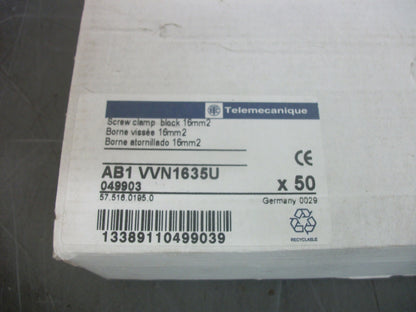 Telemecanique
Screw clamp block 16mm2
Borne vissée 16mm2
Borne atornillado 16mm2
CE
AB1 VVN1635U
049903
x 50
57.516.0195.0
Germany 0029
13389110499039
RECYCLABLE